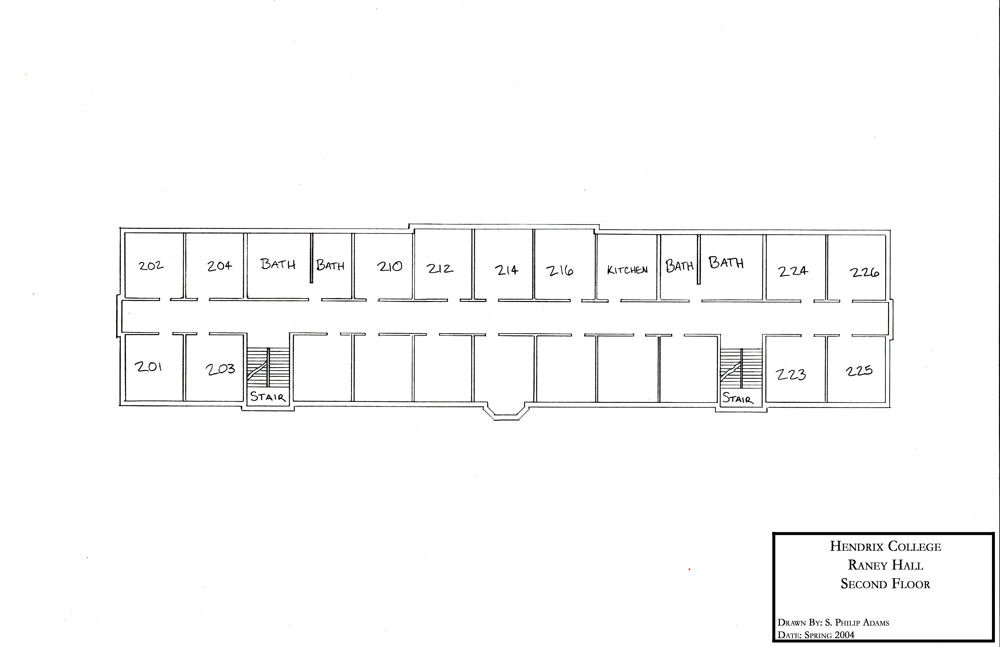 202
204
BATH
BATH
210
212
214
216
KITCHEN
BATH
BATH
224
226
201
203
STAIR
STAIR
223
225
HENDRIX COLLEGE
RANEY HALL
SECOND FLOOR
DRAWN BY: S. PHILIP ADAMS
DATE: SPRING 2004